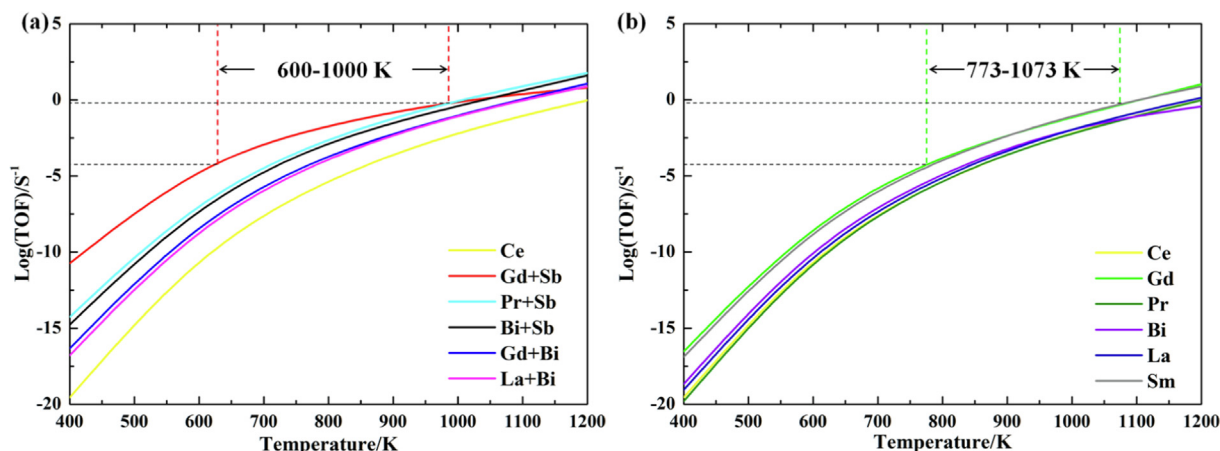 (a)
5
0
-5
-10
-15
-20
Log(TOF)/S⁻¹
600-1000 K
Ce
Gd+Sb
Pr+Sb
Bi+Sb
Gd+Bi
La+Bi
400 500 600 700 800 900 1000 1100 1200
Temperature/K
(b)
5
0
-5
-10
-15
-20
Log(TOF)/S⁻¹
773-1073 K
Ce
Gd
Pr
Bi
La
Sm
400 500 600 700 800 900 1000 1100 1200
Temperature/K